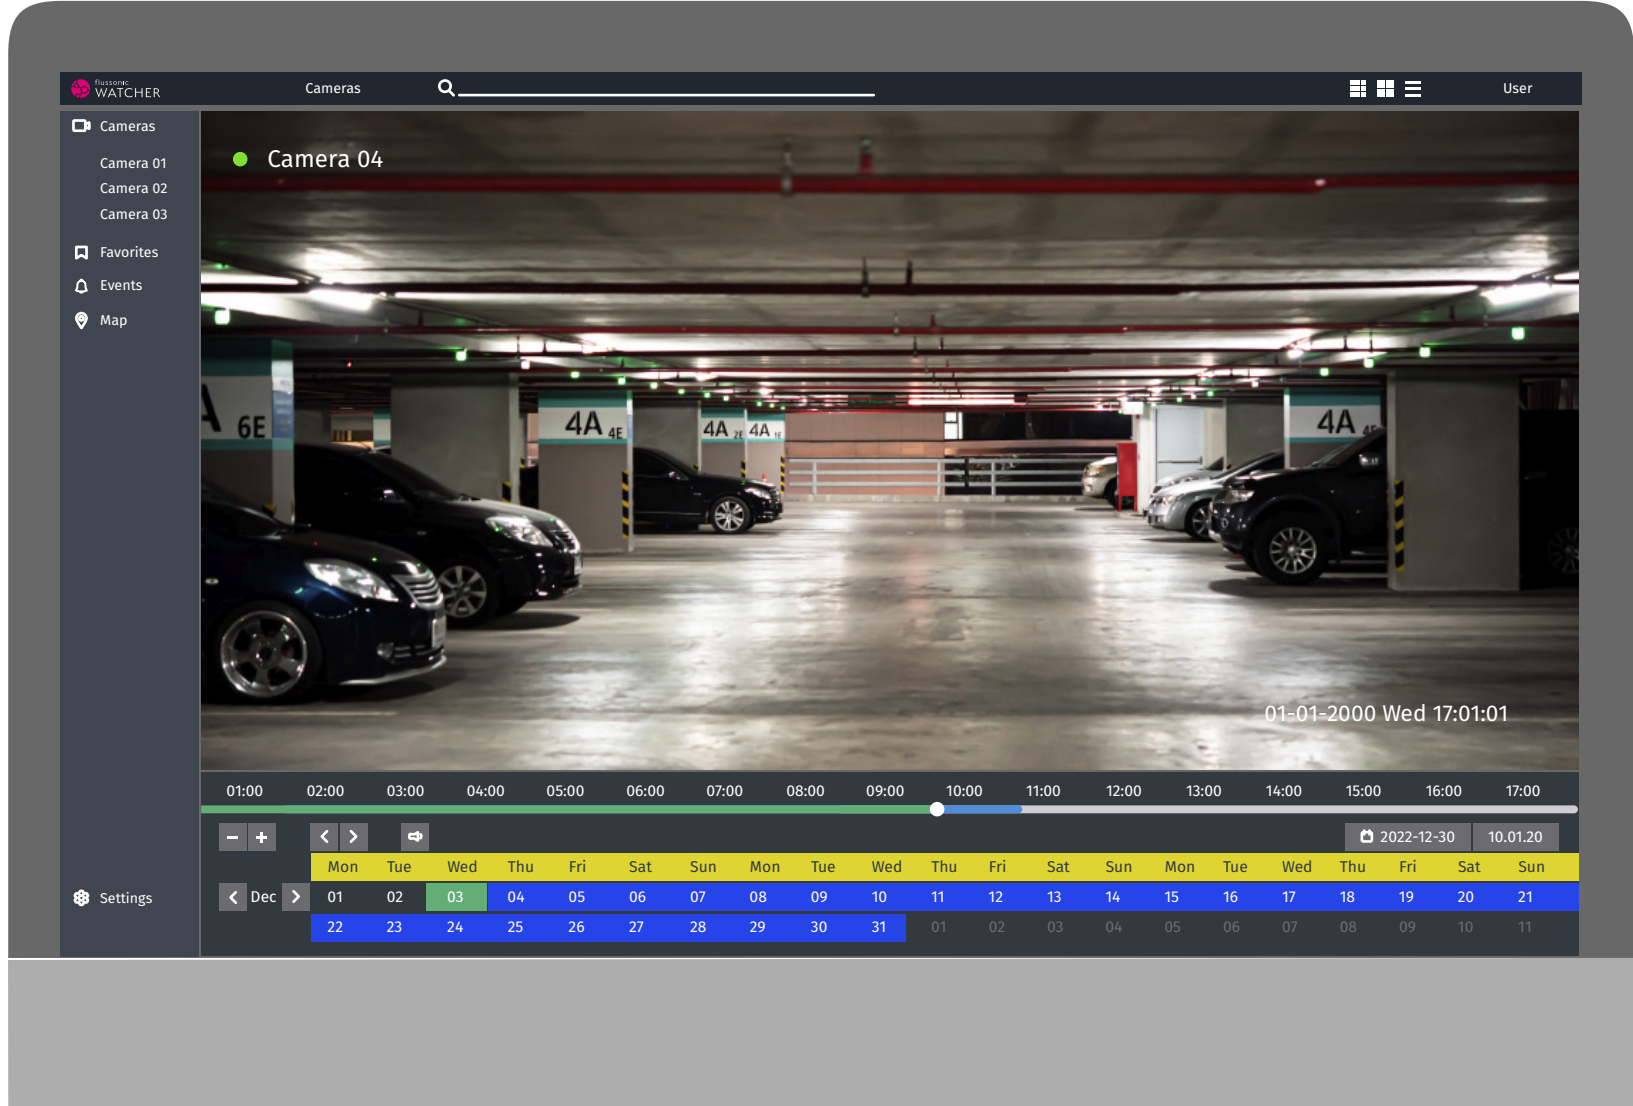 flussonic
WATCHER
Cameras
User
Cameras
Camera 01
Camera 02
Camera 03
Favorites
Events
Map
Settings
Camera 04
A 6E
4A 4E
4A 2E
4A 1E
4A
01-01-2000 Wed 17:01:01
01:00 02:00 03:00 04:00 05:00 06:00 07:00 08:00 09:00 10:00 11:00 12:00 13:00 14:00 15:00 16:00 17:00
2022-12-30 10.01.20
Mon Tue Wed Thu Fri Sat Sun Mon Tue Wed Thu Fri Sat Sun Mon Tue Wed Thu Fri Sat Sun
Dec 01 02 03 04 05 06 07 08 09 10 11 12 13 14 15 16 17 18 19 20 21
22 23 24 25 26 27 28 29 30 31 01 02 03 04 05 06 07 08 09 10 11